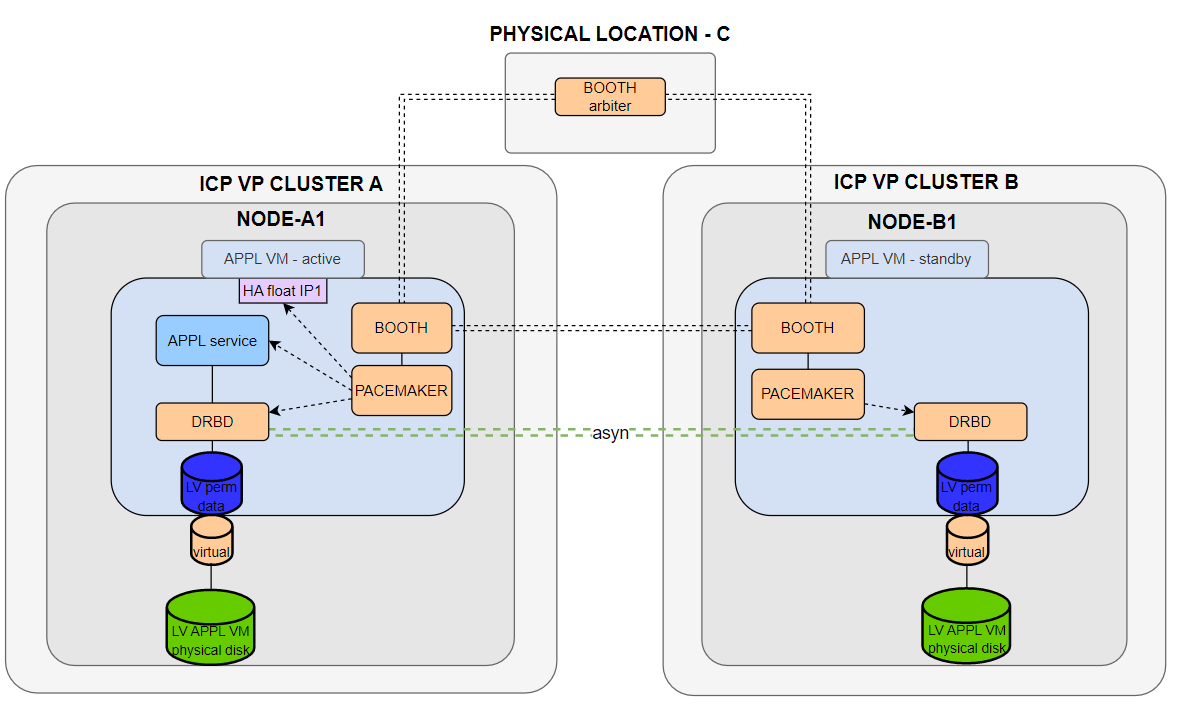 PHYSICAL LOCATION - C
BOOTH
arbiter
ICP VP CLUSTER A
NODE-A1
APPL VM - active
HA float IP1
BOOTH
APPL service
PACEMAKER
DRBD
LV perm
data
virtual
LV APPL VM
physical disk
asyn
ICP VP CLUSTER B
NODE-B1
APPL VM - standby
BOOTH
PACEMAKER
DRBD
LV perm
data
virtual
LV APPL VM
physical disk